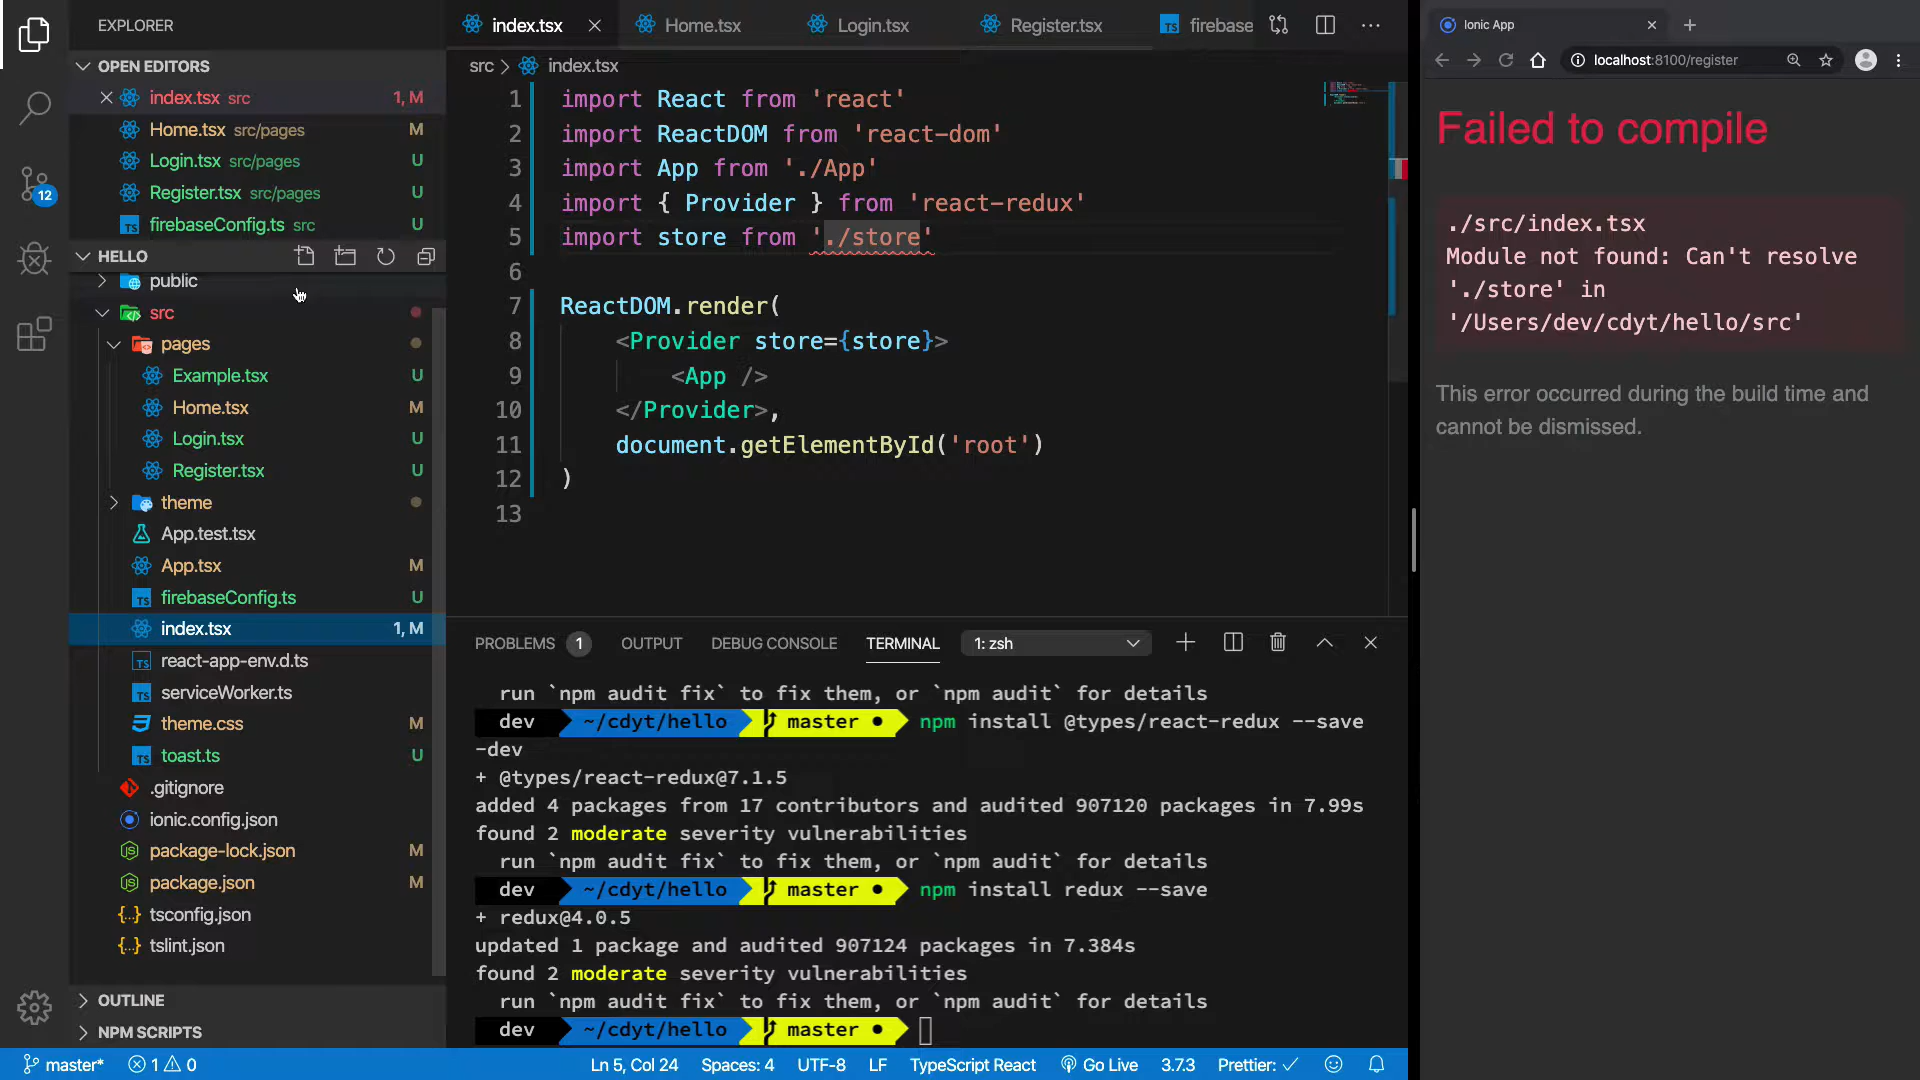 EXPLORER
OPEN EDITORS
index.tsx src 1, M
Home.tsx src/pages M
Login.tsx src/pages U
Register.tsx src/pages U
firebaseConfig.ts src U
HELLO
public
src
pages
Example.tsx U
Home.tsx M
Login.tsx U
Register.tsx U
theme
App.test.tsx
App.tsx M
firebaseConfig.ts U
index.tsx 1, M
react-app-env.d.ts
serviceWorker.ts
theme.css M
toast.ts U
.gitignore
ionic.config.json
package-lock.json M
package.json M
tsconfig.json
tslint.json
OUTLINE
NPM SCRIPTS
12
index.tsx Home.tsx Login.tsx Register.tsx TS firebase
src > index.tsx
1 import React from 'react'
2 import ReactDOM from 'react-dom'
3 import App from './App'
4 import { Provider } from 'react-redux'
5 import store from './store'
6
7 ReactDOM.render(
8 <Provider store={store}>
9 <App />
10 </Provider>,
11 document.getElementById('root')
12 )
13
PROBLEMS 1 OUTPUT DEBUG CONSOLE TERMINAL 1: zsh
run `npm audit fix` to fix them, or `npm audit` for details
dev ~/cdyt/hello master ● npm install @types/react-redux --save
-dev
+ @types/react-redux@7.1.5
added 4 packages from 17 contributors and audited 907120 packages in 7.99s
found 2 moderate severity vulnerabilities
run `npm audit fix` to fix them, or `npm audit` for details
dev ~/cdyt/hello master ● npm install redux --save
+ redux@4.0.5
updated 1 package and audited 907124 packages in 7.384s
found 2 moderate severity vulnerabilities
run `npm audit fix` to fix them, or `npm audit` for details
dev ~/cdyt/hello master ●
master* 1 0 Ln 5, Col 24 Spaces: 4 UTF-8 LF TypeScript React Go Live 3.7.3 Prettier: ✓
Ionic App
localhost:8100/register
Failed to compile
./src/index.tsx
Module not found: Can't resolve
'./store' in
'/Users/dev/cdyt/hello/src'
This error occurred during the build time and
cannot be dismissed.